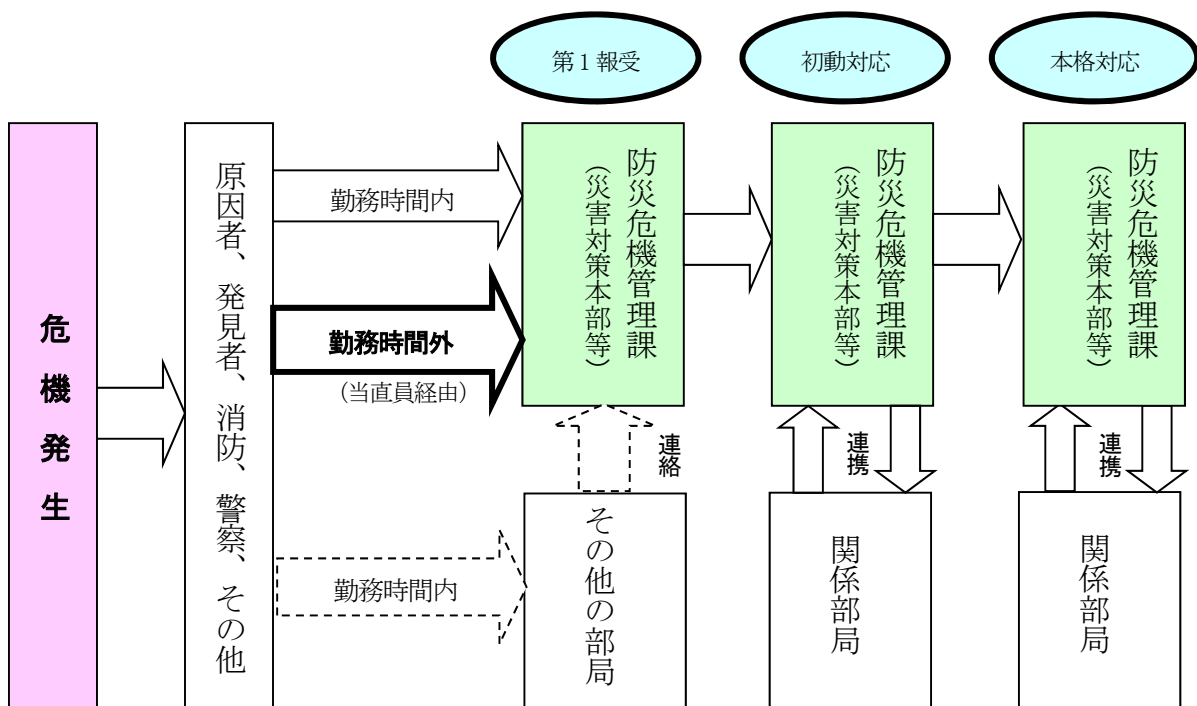 第1報受
初動対応
本格対応
危機発生
原因者、発見者、消防、警察、その他
勤務時間内
勤務時間外
(当直員経由)
勤務時間内
防災危機管理課
(災害対策本部等)
連絡
その他の部局
防災危機管理課
(災害対策本部等)
連携
関係部局
防災危機管理課
(災害対策本部等)
連携
関係部局